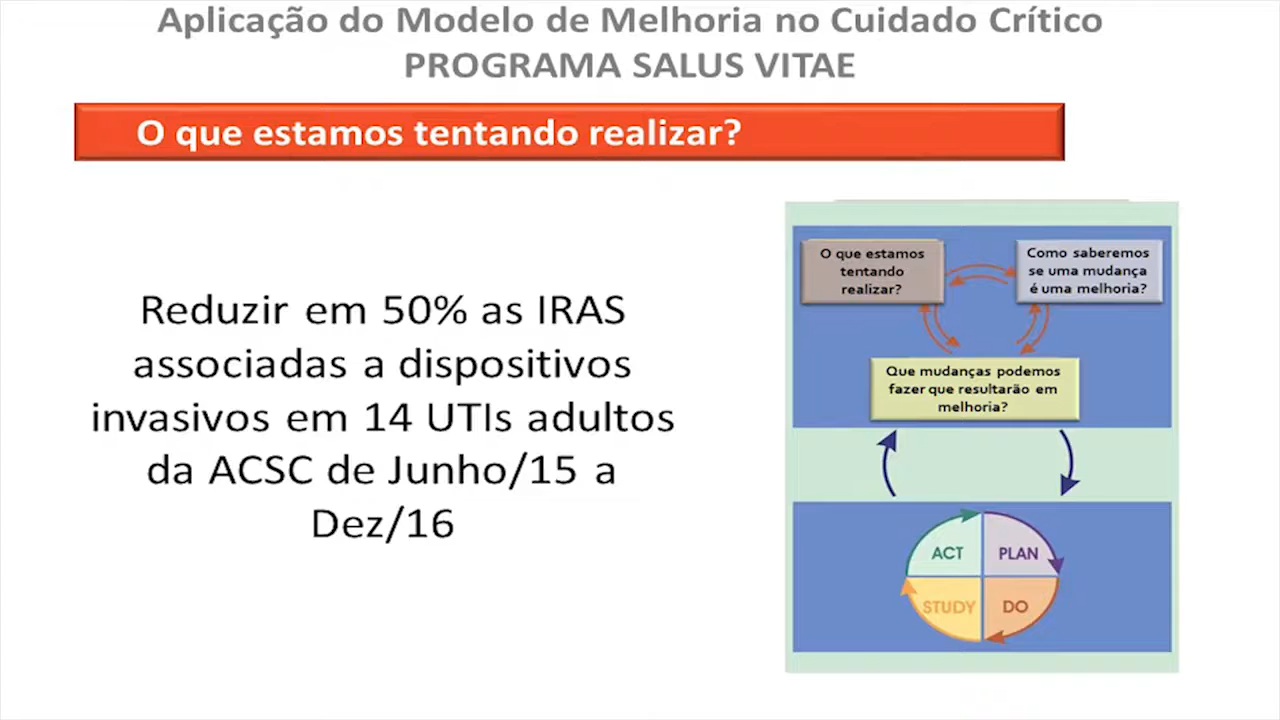 Aplicação do Modelo de Melhoria no Cuidado Crítico
PROGRAMA SALUS VITAE
O que estamos tentando realizar?
Reduzir em 50% as IRAS
associadas a dispositivos
invasivos em 14 UTIs adultos
da ACSC de Junho/15 a
Dez/16
O que estamos
tentando
realizar?
Como saberemos
se uma mudança
é uma melhoria?
Que mudanças podemos
fazer que resultarão em
melhoria?
ACT
PLAN
STUDY
DO